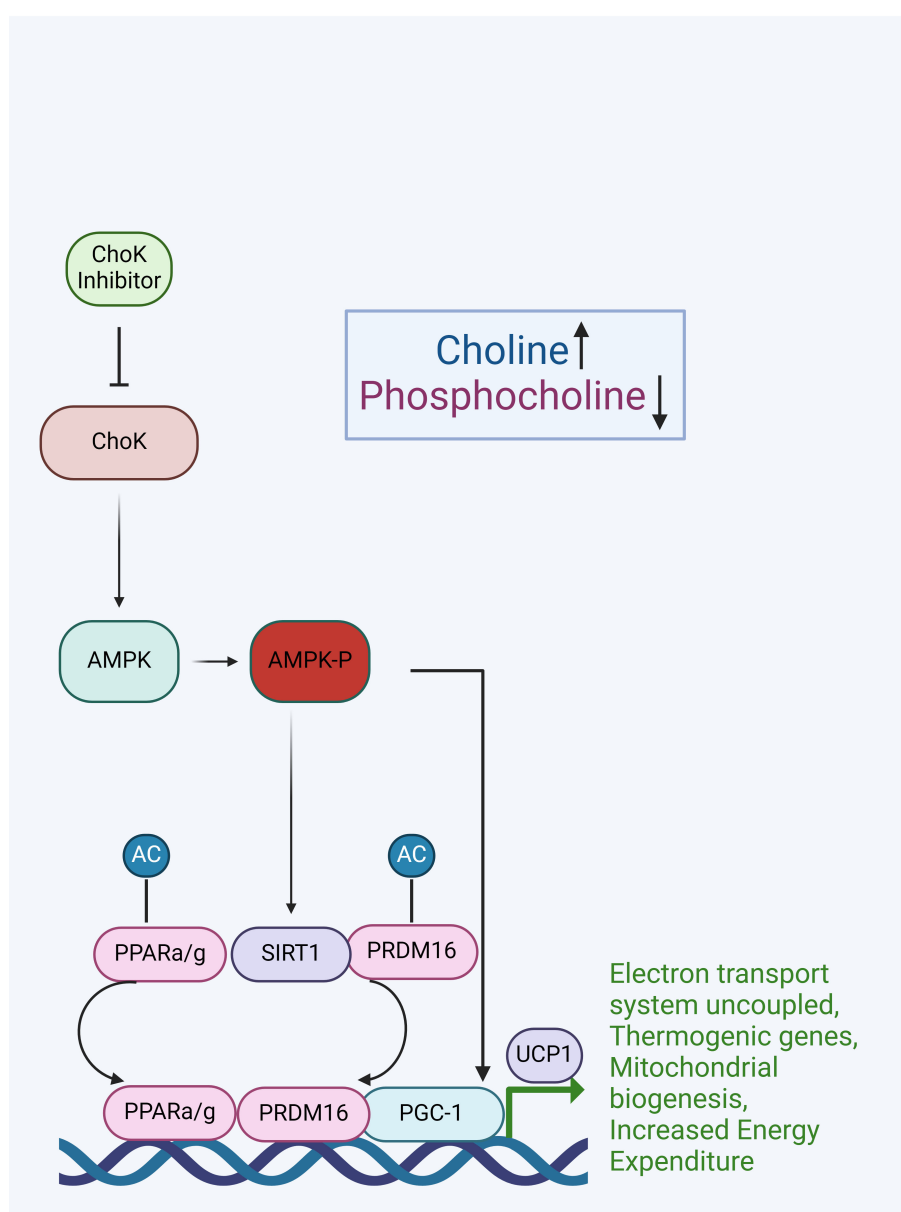 ChoK
Inhibitor
Choline
Phosphocholine
ChoK
AMPK
AMPK-P
AC
AC
PPARa/g
SIRT1
PRDM16
Electron transport
system uncoupled,
Thermogenic genes,
Mitochondrial
biogenesis,
Increased Energy
Expenditure
UCP1
PPARa/g
PRDM16
PGC-1